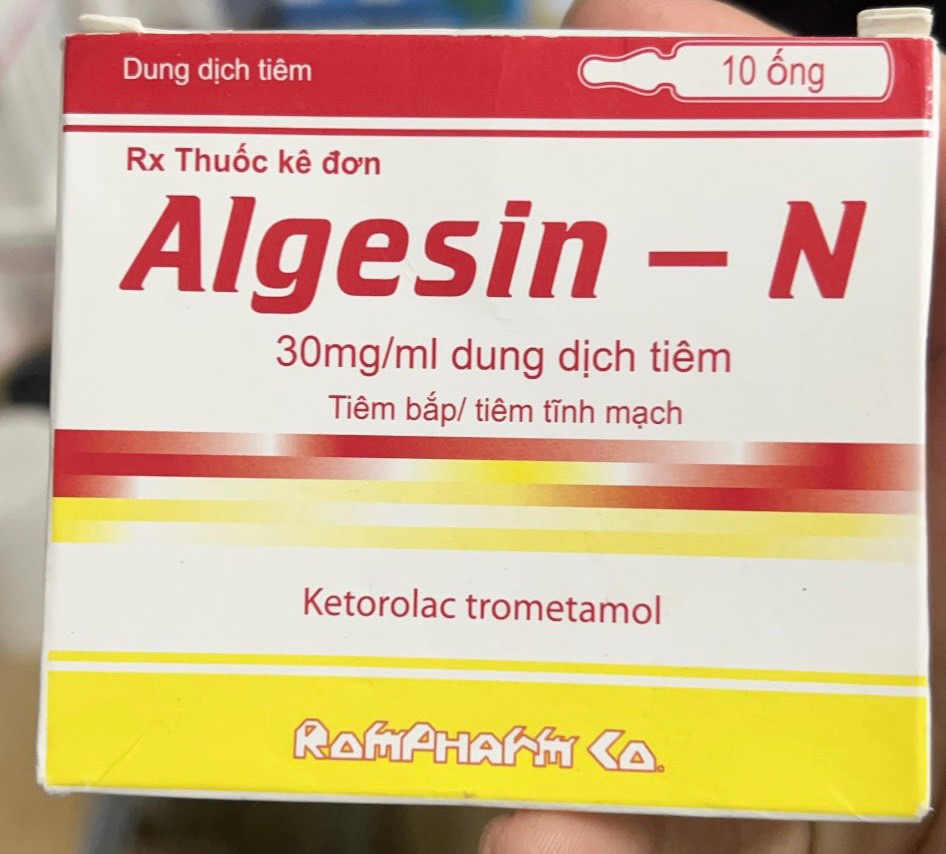 Dung dịch tiêm
10 ống
Rx Thuốc kê đơn
Algesin – N
30mg/ml dung dịch tiêm
Tiêm bắp/ tiêm tĩnh mạch
Ketorolac trometamol
RomPharm Co.